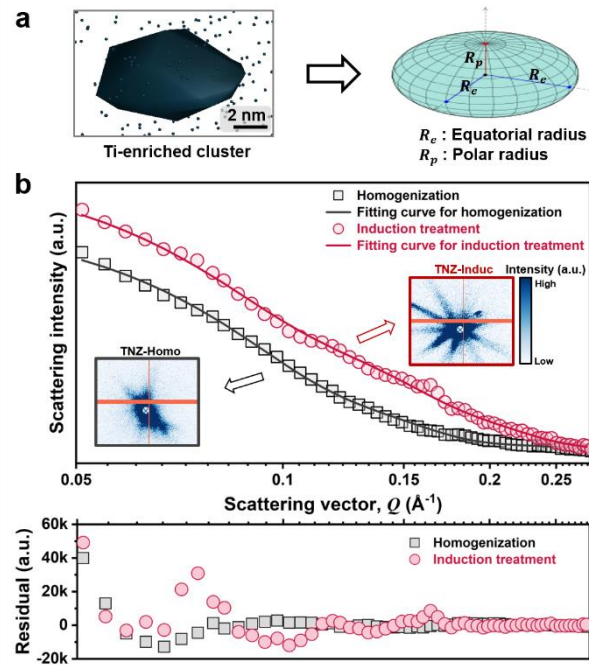 a
2 nm
Ti-enriched cluster
Rp
Re
Re
Re : Equatorial radius
Rp : Polar radius
b
Homogenization
Fitting curve for homogenization
Induction treatment
Fitting curve for induction treatment
TNZ-Induc
Intensity (a.u.)
High
Low
TNZ-Homo
Scattering intensity (a.u.)
0.05
0.1
0.15
0.2
0.25
Scattering vector, Q (Å-1)
Residual (a.u.)
60k
40k
20k
0
-20k
Homogenization
Induction treatment